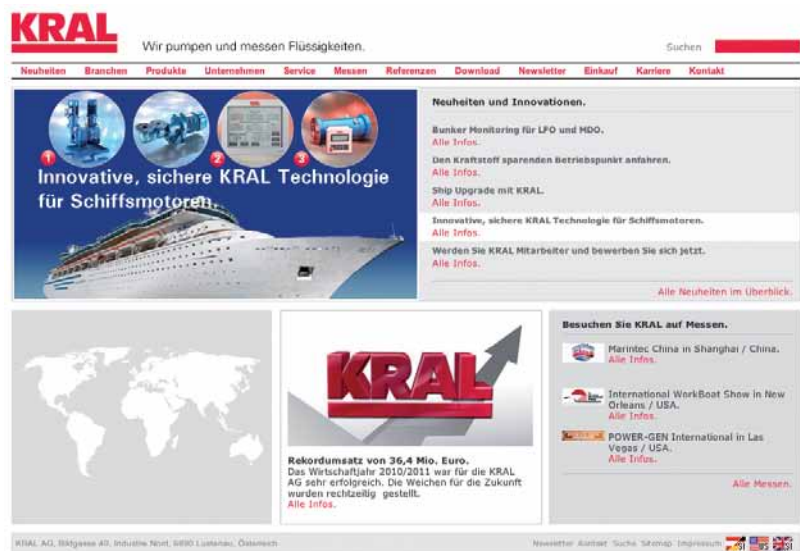 KRAL
Wir pumpen und messen Flüssigkeiten.
Suchen
Neuheiten Branchen Produkte Unternehmen Service Messen Referenzen Download Newsletter Einkauf Karriere Kontakt
KRAL
1 2 3
Innovative, sichere KRAL Technologie
für Schiffsmotoren.
Neuheiten und Innovationen.
Bunker Monitoring für LFO und MDO.
Alle Infos.
Den Kraftstoff sparenden Betriebspunkt anfahren.
Alle Infos.
Ship Upgrade mit KRAL.
Alle Infos.
Innovative, sichere KRAL Technologie für Schiffsmotoren.
Alle Infos.
Werden Sie KRAL Mitarbeiter und bewerben Sie sich jetzt.
Alle Infos.
Alle Neuheiten im Überblick.
KRAL
Rekordumsatz von 36,4 Mio. Euro.
Das Wirtschaftjahr 2010/2011 war für die KRAL
AG sehr erfolgreich. Die Weichen für die Zukunft
wurden rechtzeitig gestellt.
Alle Infos.
Besuchen Sie KRAL auf Messen.
Marintec China in Shanghai / China.
Alle Infos.
International WorkBoat Show in New
Orleans / USA.
Alle Infos.
POWER-GEN International in Las
Vegas / USA.
Alle Infos.
Alle Messen.
KRAL AG, Bildgasse 40, Industrie Nord, 6890 Lustenau, Österreich
Newsletter Kontakt Suche Sitemap Impressum